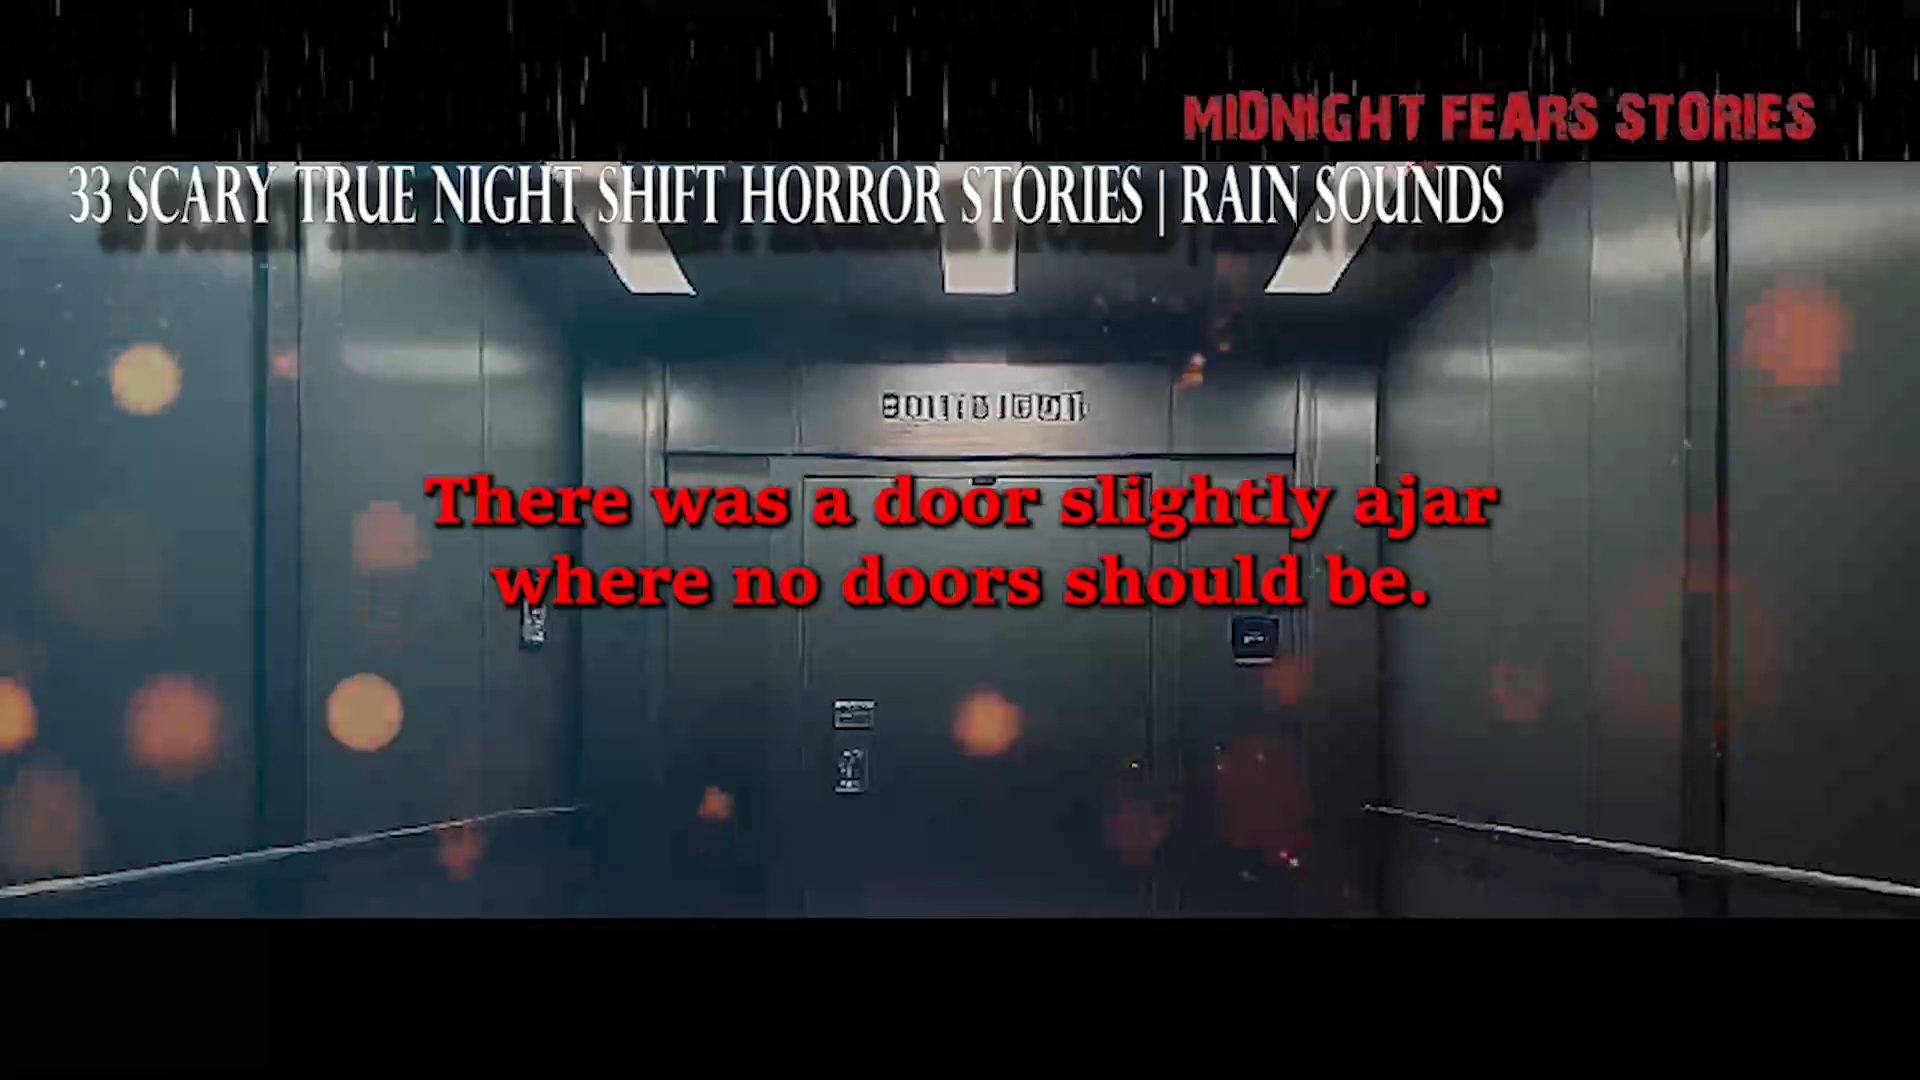 MIDNIGHT FEARS STORIES
33 SCARY TRUE NIGHT SHIFT HORROR STORIES | RAIN SOUNDS
There was a door slightly ajar
where no doors should be.